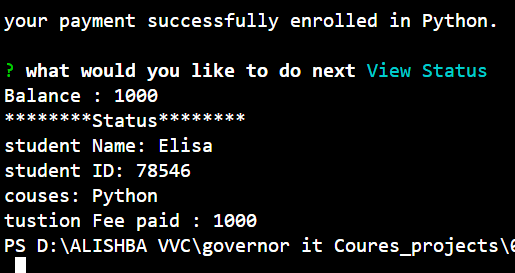 your payment successfully enrolled in Python.
? what would you like to do next View Status
Balance : 1000
********Status********
student Name: Elisa
student ID: 78546
couses: Python
tustion Fee paid : 1000
PS D:\ALISHBA VVC\governor it Coures_projects\